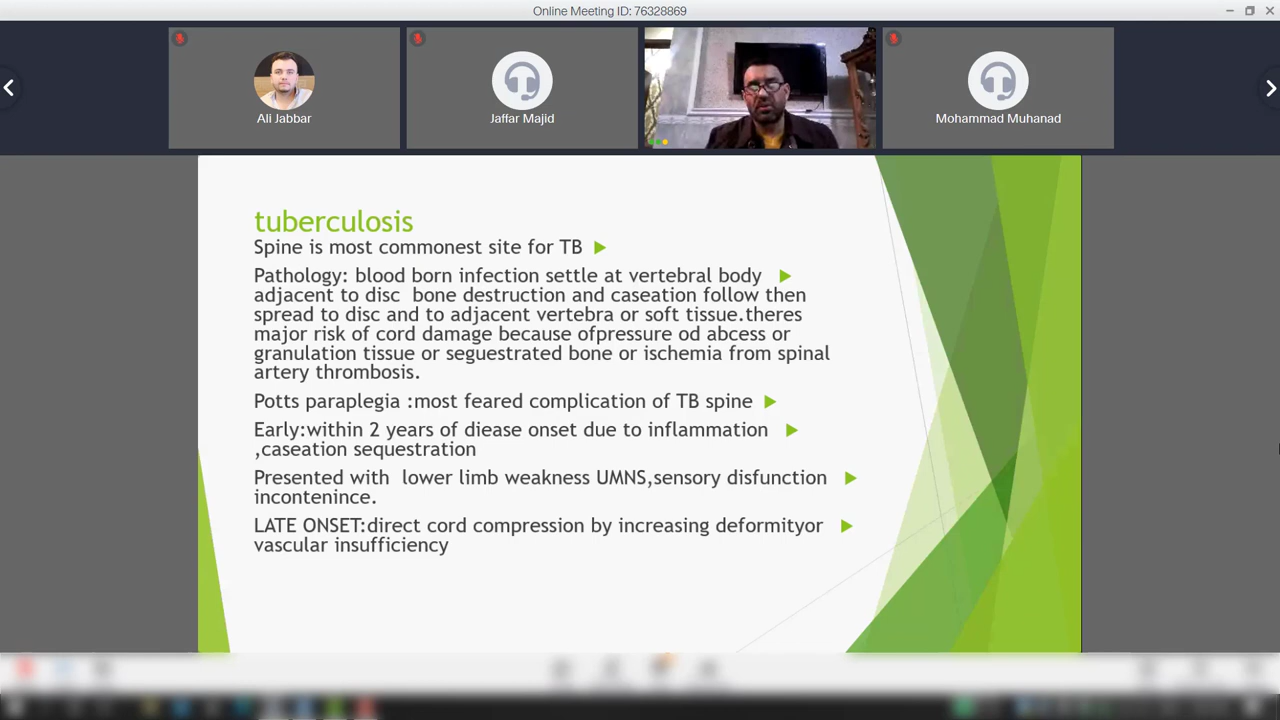 Online Meeting ID: 76328869
Ali Jabbar
Jaffar Majid
Mohammad Muhanad
tuberculosis
Spine is most commonest site for TB
Pathology: blood born infection settle at vertebral body
adjacent to disc bone destruction and caseation follow then
spread to disc and to adjacent vertebra or soft tissue.theres
major risk of cord damage because ofpressure od abcess or
granulation tissue or seguestrated bone or ischemia from spinal
artery thrombosis.
Potts paraplegia :most feared complication of TB spine
Early:within 2 years of diease onset due to inflammation
,caseation sequestration
Presented with lower limb weakness UMNS,sensory disfunction
incontenince.
LATE ONSET:direct cord compression by increasing deformityor
vascular insufficiency